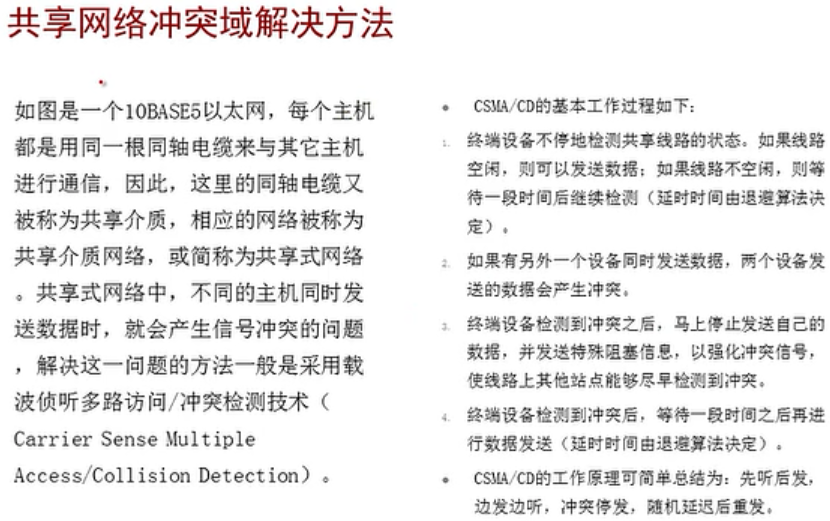 共享网络冲突域解决方法
如图是一个10BASE5以太网，每个主机
都是用同一根同轴电缆来与其它主机
进行通信，因此，这里的同轴电缆又
被称为共享介质，相应的网络被称为
共享介质网络，或简称为共享式网络
。共享式网络中，不同的主机同时发
送数据时，就会产生信号冲突的问题
，解决这一问题的方法一般是采用载
波侦听多路访问/冲突检测技术（
Carrier Sense Multiple
Access/Collision Detection）。
• CSMA/CD的基本工作过程如下：
1. 终端设备不停地检测共享线路的状态。如果线路
空闲，则可以发送数据；如果线路不空闲，则等
待一段时间后继续检测（延时时间由退避算法决
定）。
2. 如果有另外一个设备同时发送数据，两个设备发
送的数据会产生冲突。
3. 终端设备检测到冲突之后，马上停止发送自己的
数据，并发送特殊阻塞信息，以强化冲突信号，
使线路上其他站点能够尽早检测到冲突。
4. 终端设备检测到冲突后，等待一段时间之后再进
行数据发送（延时时间由退避算法决定）。
• CSMA/CD的工作原理可简单总结为：先听后发，
边发边听，冲突停发，随机延迟后重发。